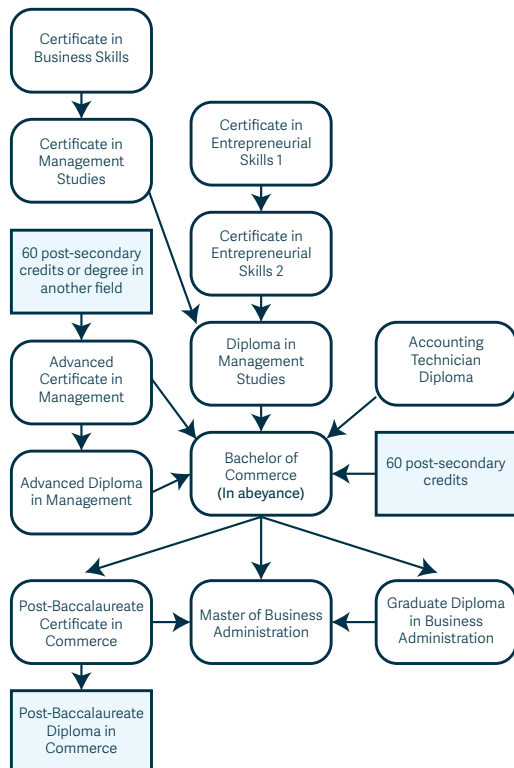 Certificate in
Business Skills
Certificate in
Management
Studies
Certificate in
Entrepreneurial
Skills 1
60 post-secondary
credits or degree in
another field
Certificate in
Entrepreneurial
Skills 2
Advanced
Certificate in
Management
Diploma in
Management
Studies
Accounting
Technician
Diploma
Advanced Diploma
in Management
Bachelor of
Commerce
(In abeyance)
60 post-secondary
credits
Post-Baccalaureate
Certificate in
Commerce
Master of Business
Administration
Graduate Diploma
in Business
Administration
Post-Baccalaureate
Diploma in
Commerce